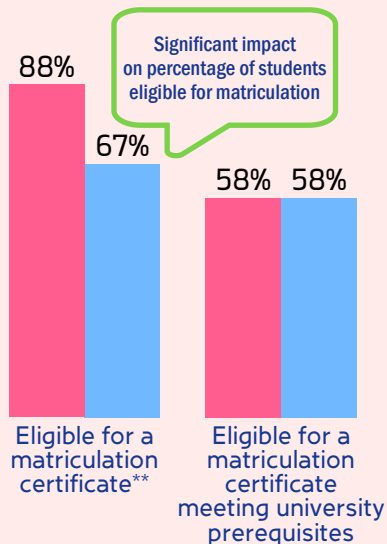 Significant impact
on percentage of students
eligible for matriculation
88%
67%
58%
58%
Eligible for a
matriculation
certificate**
Eligible for a
matriculation
certificate
meeting university
prerequisites